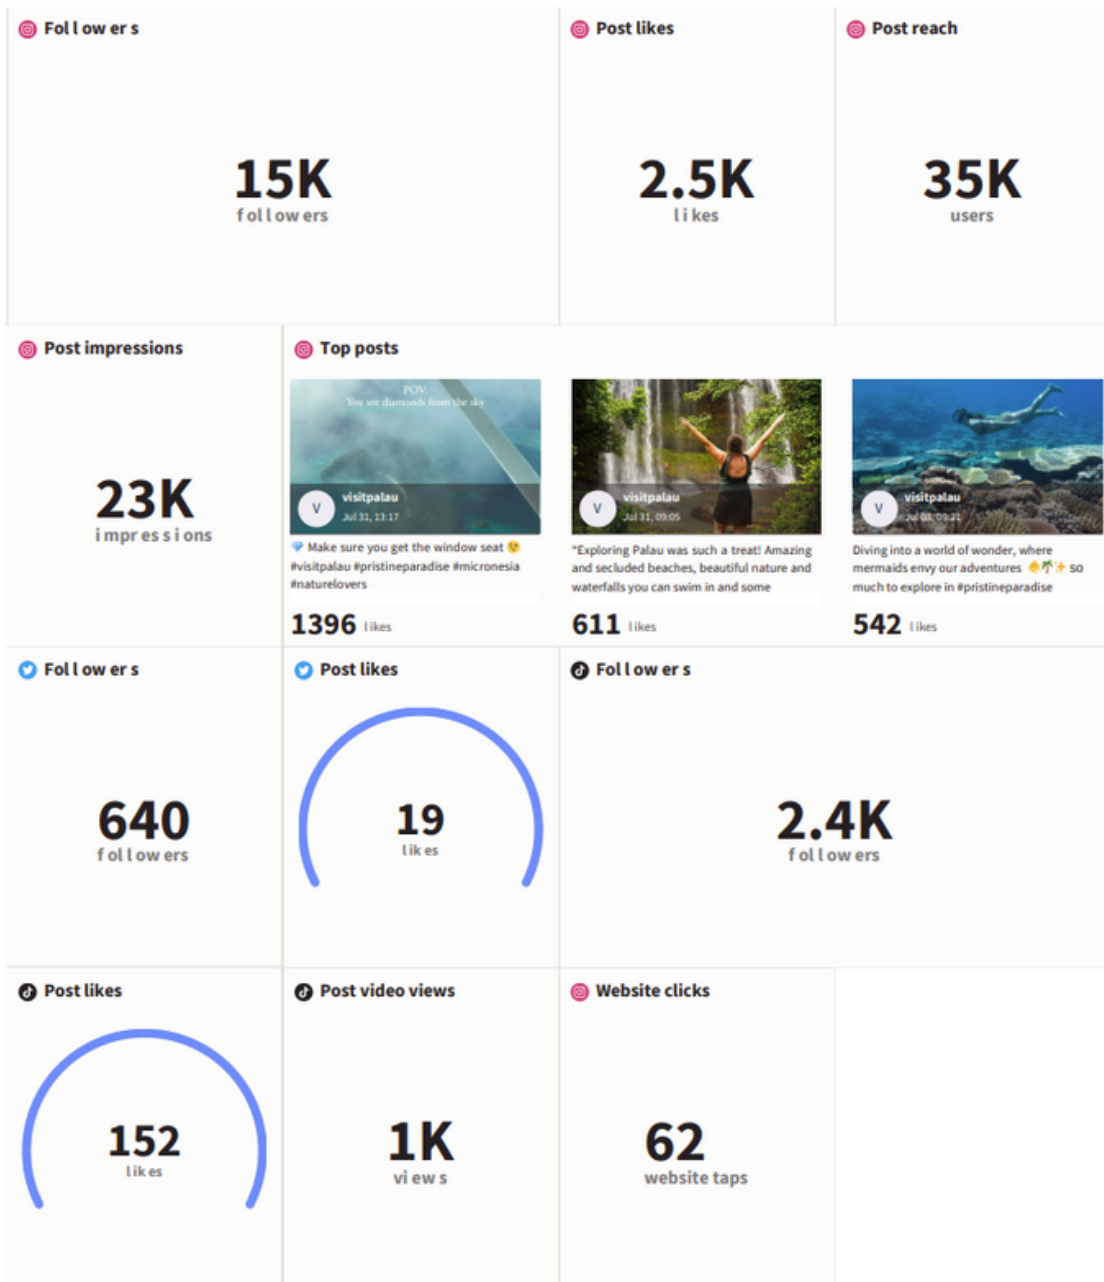 Followers
Post likes
Post reach
15K
followers
2.5K
likes
35K
users
Post impressions
Top posts
23K
impressions
POV:
You see diamonds from the sky
V
visitpalau
Jul 31, 13:17
💎 Make sure you get the window seat 😉
#visitpalau #pristineparadise #micronesia
#naturelovers
1396 likes
V
visitpalau
Jul 31, 09:05
"Exploring Palau was such a treat! Amazing
and secluded beaches, beautiful nature and
waterfalls you can swim in and some
611 likes
V
visitpalau
Jul 08, 09:21
Diving into a world of wonder, where
mermaids envy our adventures 🐠🌴✨ so
much to explore in #pristineparadise
542 likes
Followers
Post likes
Followers
640
followers
19
likes
2.4K
followers
Post likes
Post video views
Website clicks
152
likes
1K
views
62
website taps